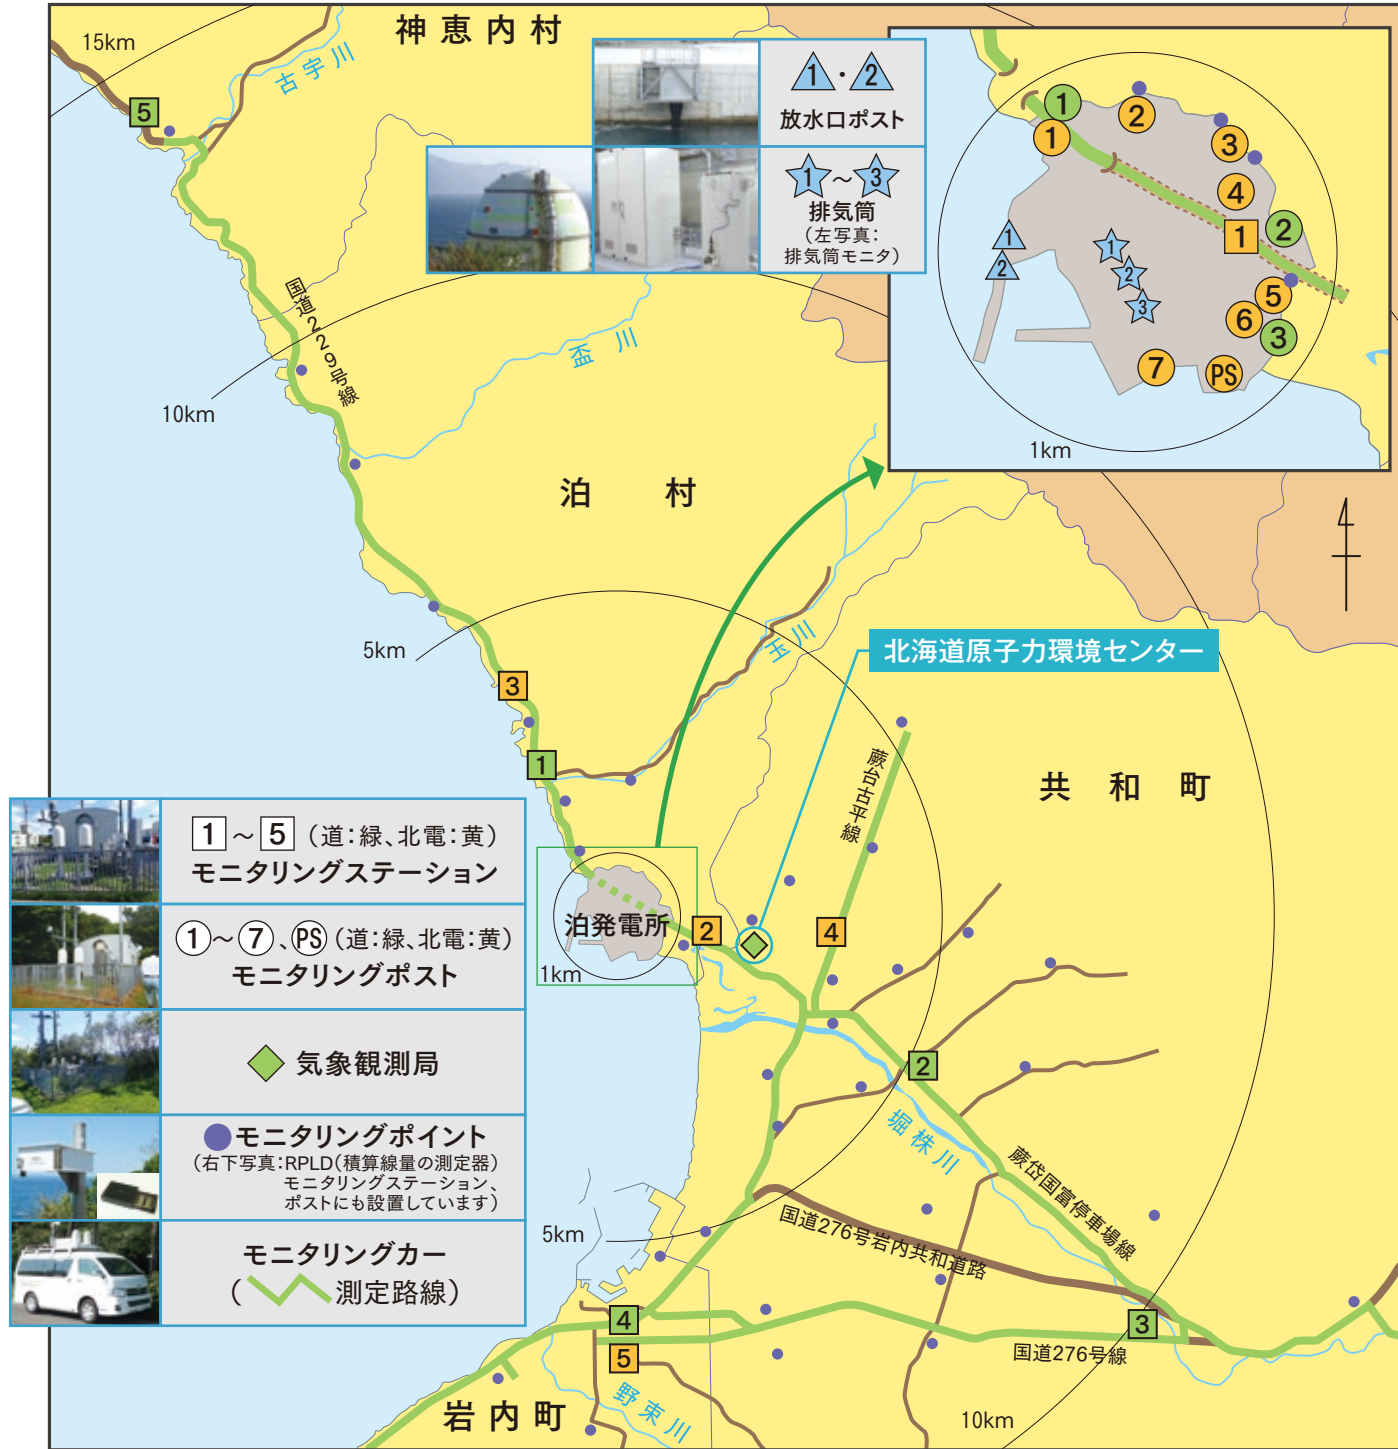 神恵内村
15km
古宇川
5
1・2
放水口ポスト
1～3
排気筒
(左写真：
排気筒モニタ)
1
1
2
3
4
1
2
5
6
3
7
PS
1
2
1
2
3
1km
国道229号線
盃川
10km
泊村
5km
玉川
北海道原子力環境センター
3
1
蕨台古平線
共和町
泊発電所
2
4
1km
2
堀株川
蕨岱国富停車場線
国道276号岩内共和道路
5km
4
5
3
国道276号線
岩内町
野束川
10km
1～5 (道：緑、北電：黄)
モニタリングステーション
1～7、PS (道：緑、北電：黄)
モニタリングポスト
気象観測局
モニタリングポイント
(右下写真：RPLD(積算線量の測定器)
モニタリングステーション、
ポストにも設置しています)
モニタリングカー
(測定路線)